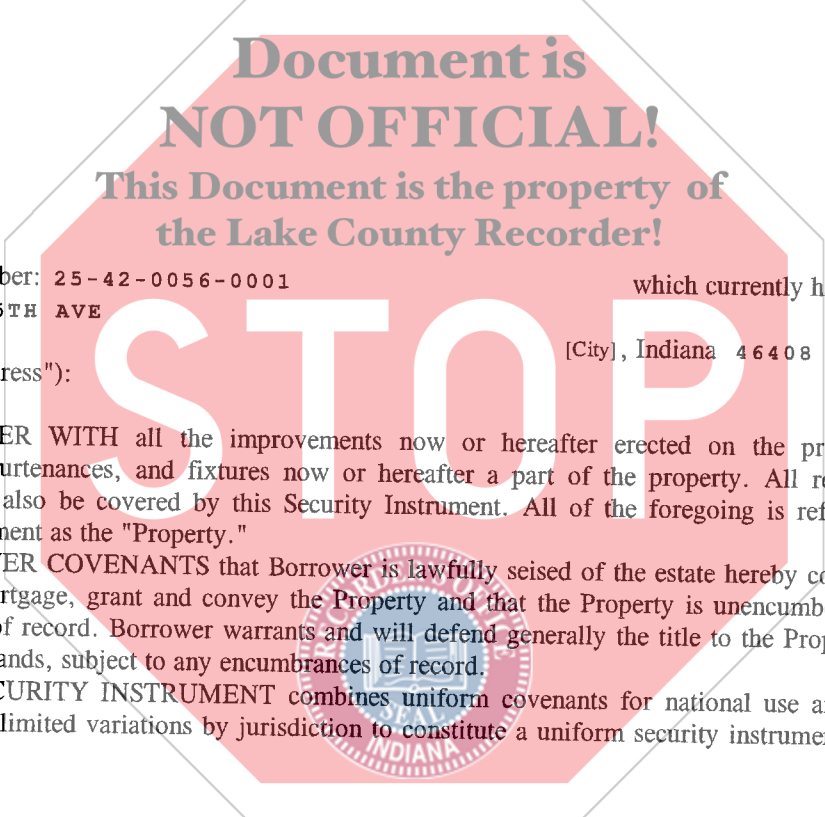 Document is
NOT OFFICIAL!
This Document is the property of
the Lake County Recorder!
ber: 25-42-0056-0001 which currently h
5TH AVE
[City], Indiana 46408
ress"):
STOP
ER WITH all the improvements now or hereafter erected on the pr
urtenances, and fixtures now or hereafter a part of the property. All re
also be covered by this Security Instrument. All of the foregoing is ref
ment as the "Property."
ER COVENANTS that Borrower is lawfully seised of the estate hereby co
rtgage, grant and convey the Property and that the Property is unencumb
of record. Borrower warrants and will defend generally the title to the Prop
ands, subject to any encumbrances of record.
CURITY INSTRUMENT combines uniform covenants for national use a
limited variations by jurisdiction to constitute a uniform security instrume
SEAL
INDIANA